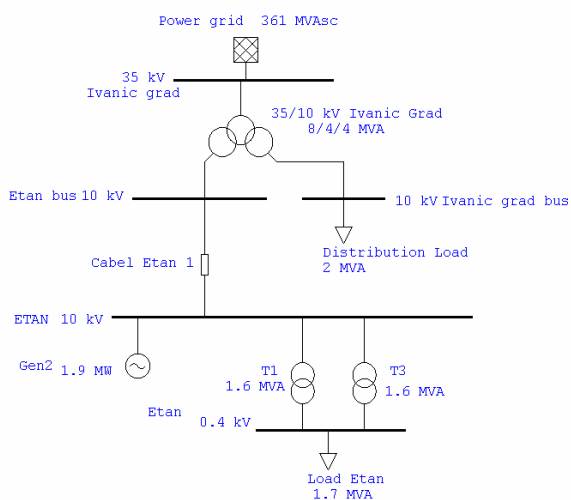 Power grid 361 MVAsc
35 kV
Ivanic grad
35/10 kV Ivanic Grad
8/4/4 MVA
Etan bus 10 kV
10 kV Ivanic grad bus
Distribution Load
2 MVA
Cabel Etan 1
ETAN 10 kV
Gen2 1.9 MW
T1
1.6 MVA
T3
1.6 MVA
Etan
0.4 kV
Load Etan
1.7 MVA